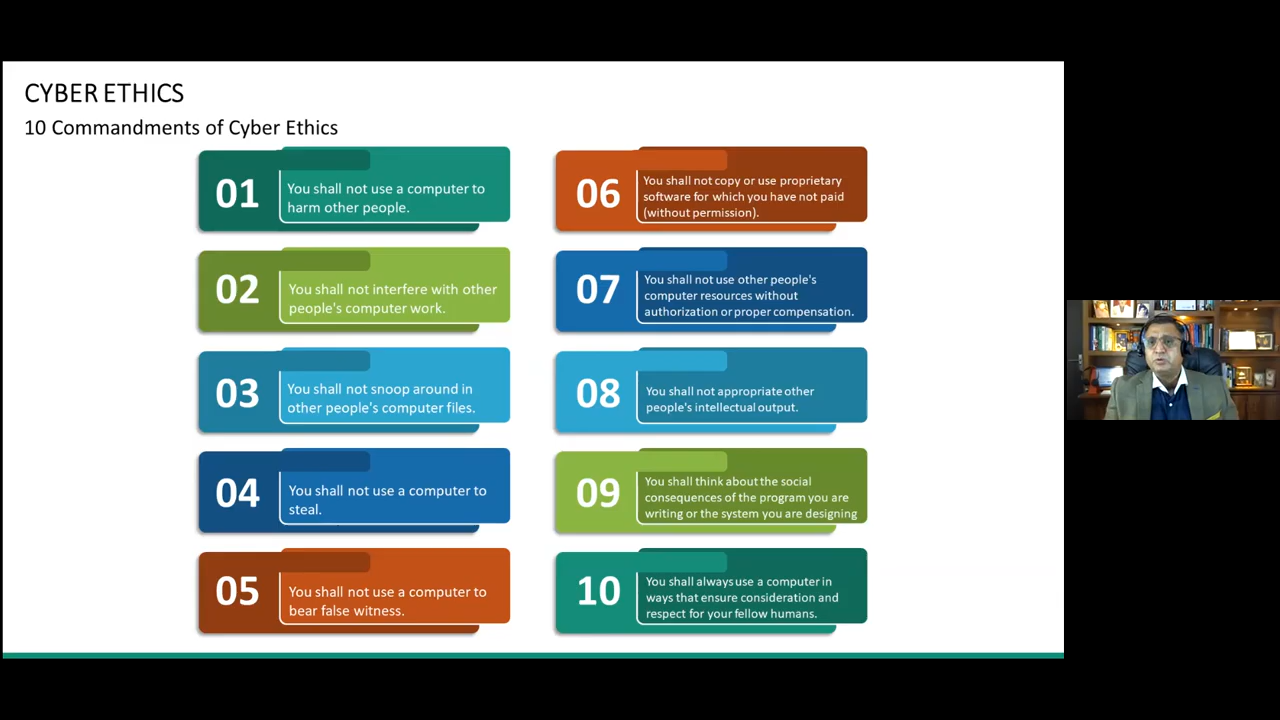 CYBER ETHICS
10 Commandments of Cyber Ethics
01
You shall not use a computer to
harm other people.
02
You shall not interfere with other
people's computer work.
03
You shall not snoop around in
other people's computer files.
04
You shall not use a computer to
steal.
05
You shall not use a computer to
bear false witness.
06
You shall not copy or use proprietary
software for which you have not paid
(without permission).
07
You shall not use other people's
computer resources without
authorization or proper compensation.
08
You shall not appropriate other
people's intellectual output.
09
You shall think about the social
consequences of the program you are
writing or the system you are designing
10
You shall always use a computer in
ways that ensure consideration and
respect for your fellow humans.